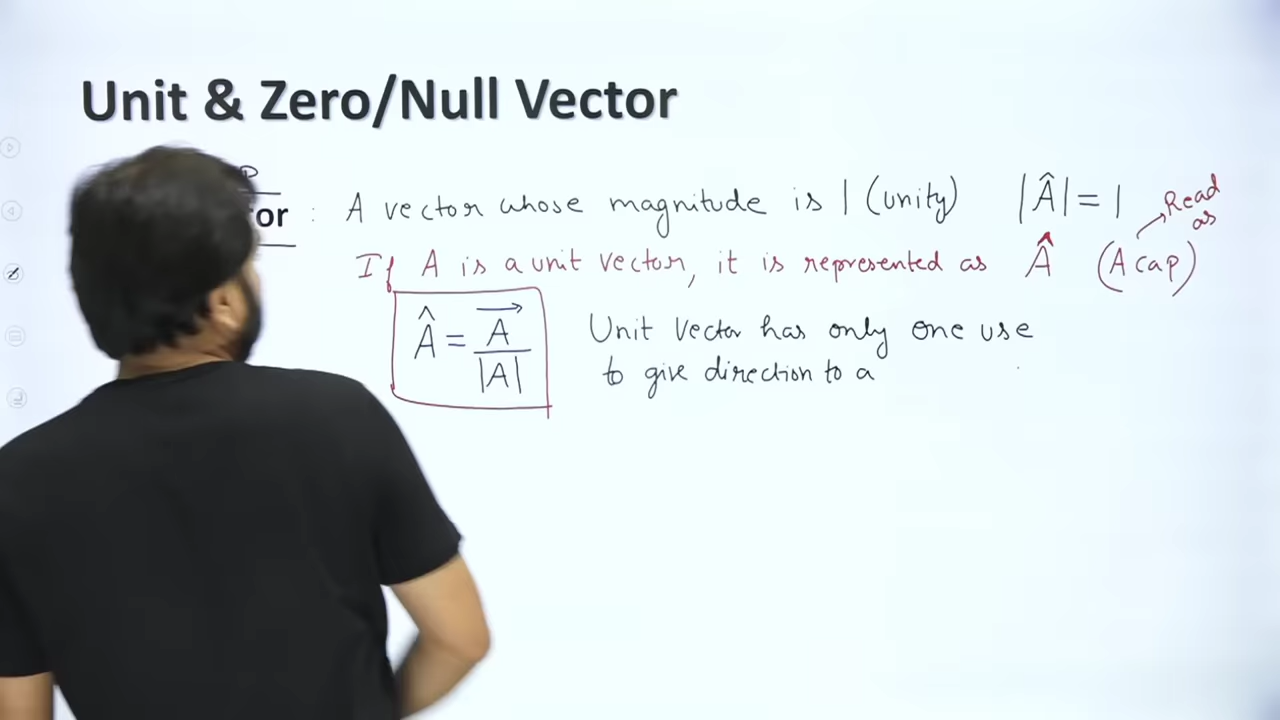 Unit & Zero/Null Vector
tor : A vector whose magnitude is 1 (unity) |Â| = 1
Read as
If A is a unit vector, it is represented as Â (A cap)
Â = A⃗ / |A|
Unit Vector has only one use
to give direction to a